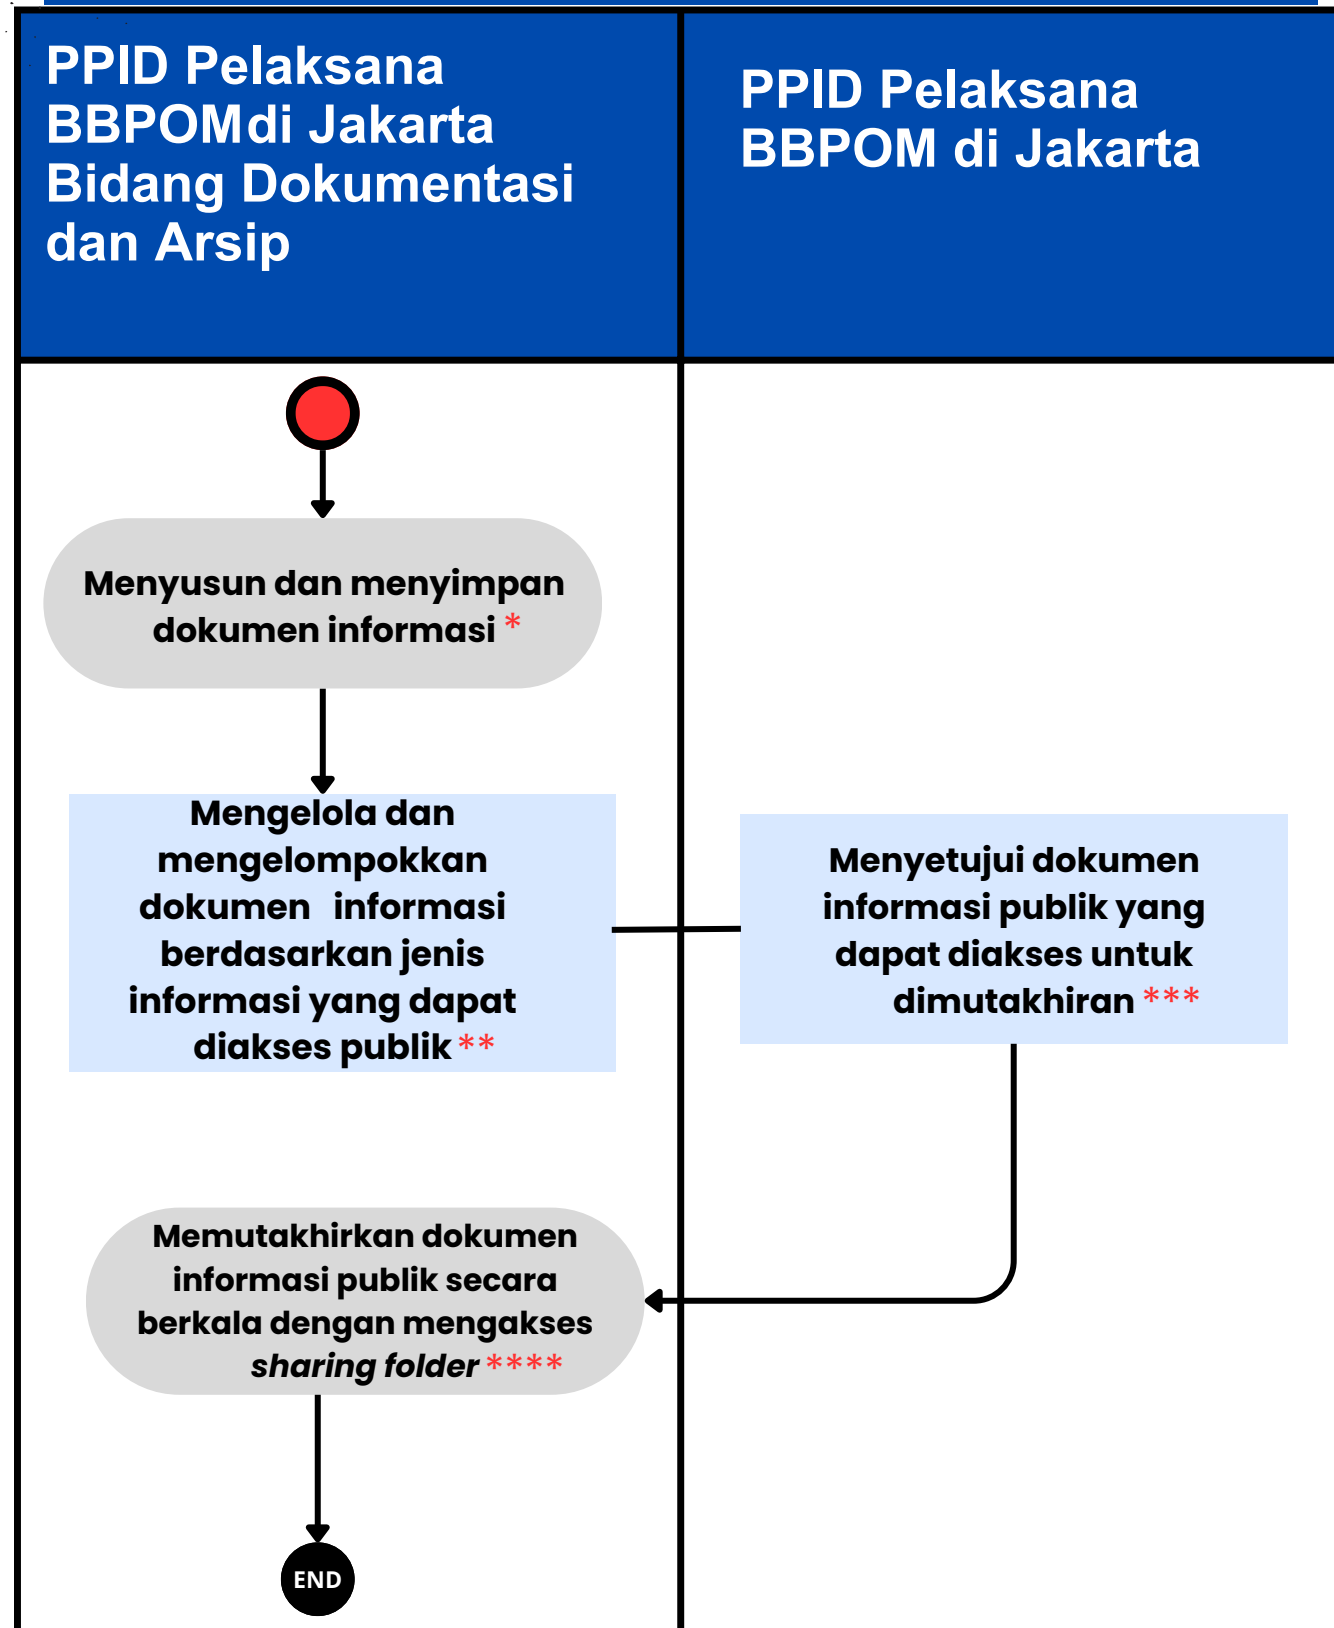 PPID Pelaksana
BBPOMdi Jakarta
Bidang Dokumentasi
dan Arsip
PPID Pelaksana
BBPOM di Jakarta
Menyusun dan menyimpan
dokumen informasi *
Mengelola dan
mengelompokkan
dokumen informasi
berdasarkan jenis
informasi yang dapat
diakses publik **
Menyetujui dokumen
informasi publik yang
dapat diakses untuk
dimutakhiran ***
Memutakhirkan dokumen
informasi publik secara
berkala dengan mengakses
sharing folder ****
END